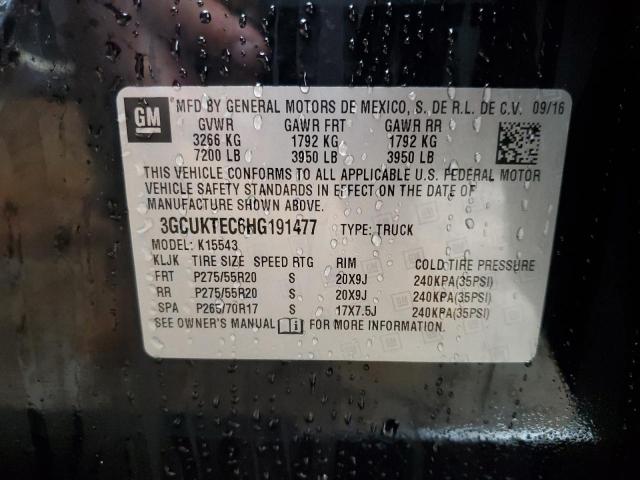 GM MFD BY GENERAL MOTORS DE MEXICO, S. DE R.L. DE C.V. 09/16
GVWR GAWR FRT GAWR RR
3266 KG 1792 KG 1792 KG
7200 LB 3950 LB 3950 LB
THIS VEHICLE CONFORMS TO ALL APPLICABLE U.S. FEDERAL MOTOR
VEHICLE SAFETY STANDARDS IN EFFECT ON THE DATE OF
MANUFACTURE SHOWN ABOVE.
3GCUKTEC6HG191477 TYPE: TRUCK
MODEL: K15543
KLJK TIRE SIZE SPEED RTG RIM COLD TIRE PRESSURE
FRT P275/55R20 S 20X9J 240KPA(35PSI)
RR P275/55R20 S 20X9J 240KPA(35PSI)
SPA P265/70R17 S 17X7.5J 240KPA(35PSI)
SEE OWNER'S MANUAL FOR MORE INFORMATION.